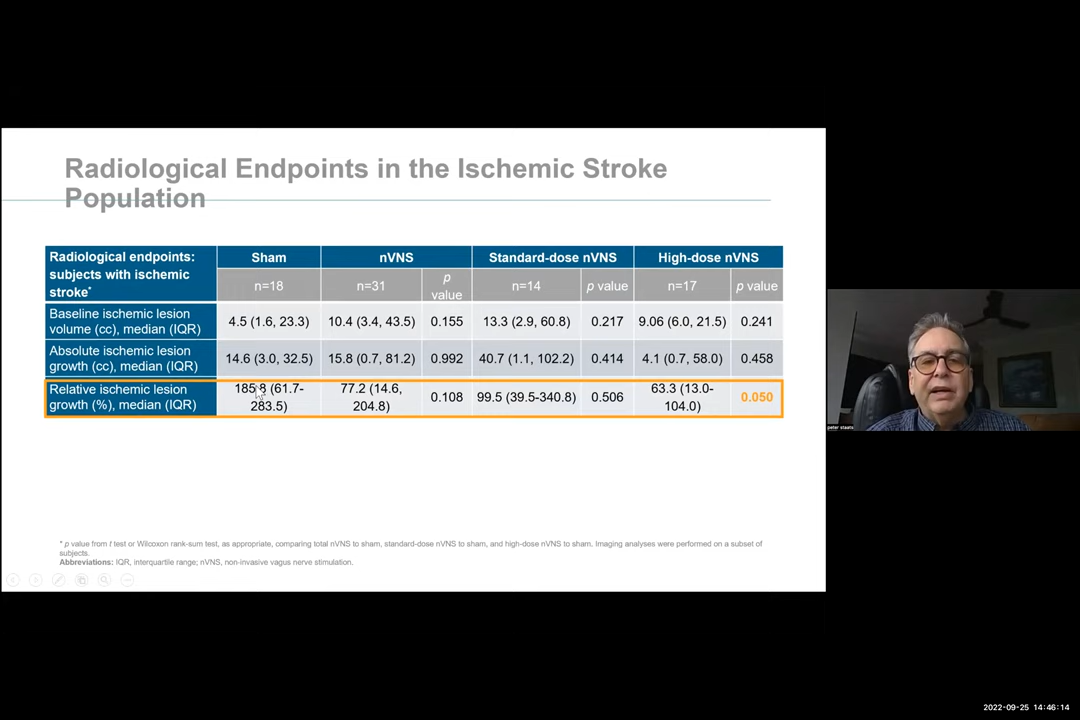 Radiological Endpoints in the Ischemic Stroke
Population
Radiological endpoints:
subjects with ischemic
stroke*
Sham
nVNS
Standard-dose nVNS
High-dose nVNS
n=18
n=31
p
value
n=14
p value
n=17
p value
Baseline ischemic lesion
volume (cc), median (IQR)
4.5 (1.6, 23.3)
10.4 (3.4, 43.5)
0.155
13.3 (2.9, 60.8)
0.217
9.06 (6.0, 21.5)
0.241
Absolute ischemic lesion
growth (cc), median (IQR)
14.6 (3.0, 32.5)
15.8 (0.7, 81.2)
0.992
40.7 (1.1, 102.2)
0.414
4.1 (0.7, 58.0)
0.458
Relative ischemic lesion
growth (%), median (IQR)
185.8 (61.7-
283.5)
77.2 (14.6,
204.8)
0.108
99.5 (39.5-340.8)
0.506
63.3 (13.0-
104.0)
0.050
* p value from t test or Wilcoxon rank-sum test, as appropriate, comparing total nVNS to sham, standard-dose nVNS to sham, and high-dose nVNS to sham. Imaging analyses were performed on a subset of
subjects.
Abbreviations: IQR, interquartile range; nVNS, non-invasive vagus nerve stimulation.
peter staats
2022-09-25 14:46:14